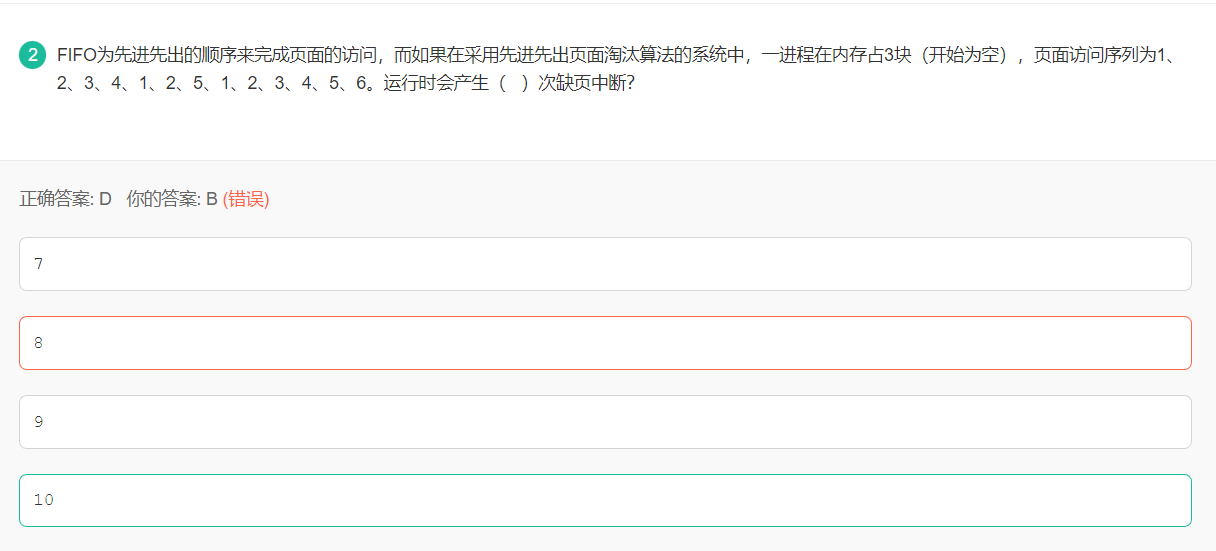 2 FIFO为先进先出的顺序来完成页面的访问，而如果在采用先进先出页面淘汰算法的系统中，一进程在内存占3块（开始为空），页面访问序列为1、
2、3、4、1、2、5、1、2、3、4、5、6。运行时会产生（ ）次缺页中断？
正确答案: D 你的答案: B (错误)
7
8
9
10